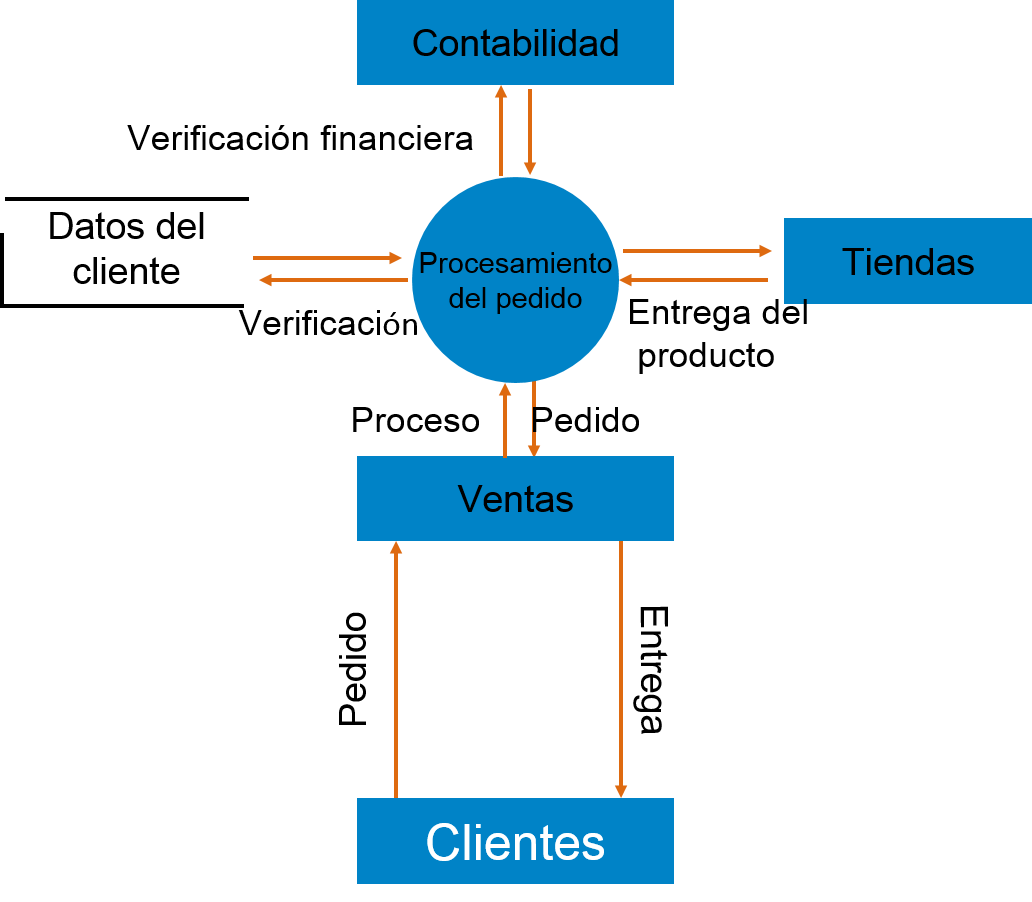 Contabilidad
Verificación financiera
Datos del
cliente
Procesamiento
del pedido
Tiendas
Verificación
Entrega del
producto
Proceso
Pedido
Ventas
Pedido
Entrega
Clientes